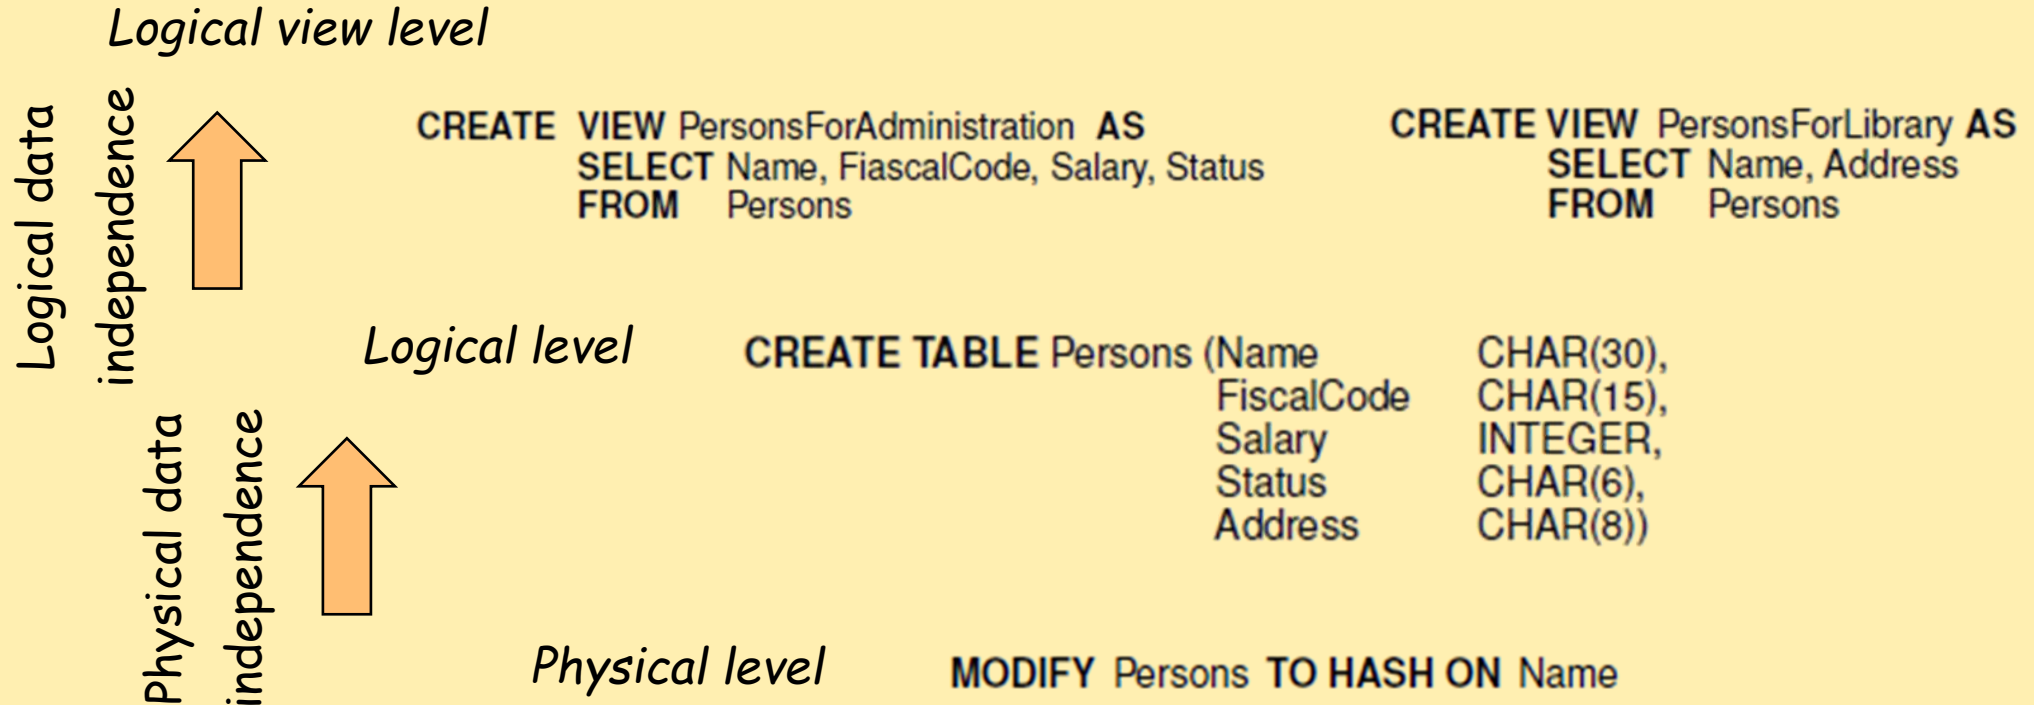 Logical view level
Logical data
independence
CREATE VIEW PersonsForAdministration AS
SELECT Name, FiascalCode, Salary, Status
FROM Persons
CREATE VIEW PersonsForLibrary AS
SELECT Name, Address
FROM Persons
Logical level
CREATE TABLE Persons (Name CHAR(30),
FiscalCode CHAR(15),
Salary INTEGER,
Status CHAR(6),
Address CHAR(8))
Physical data
independence
Physical level
MODIFY Persons TO HASH ON Name